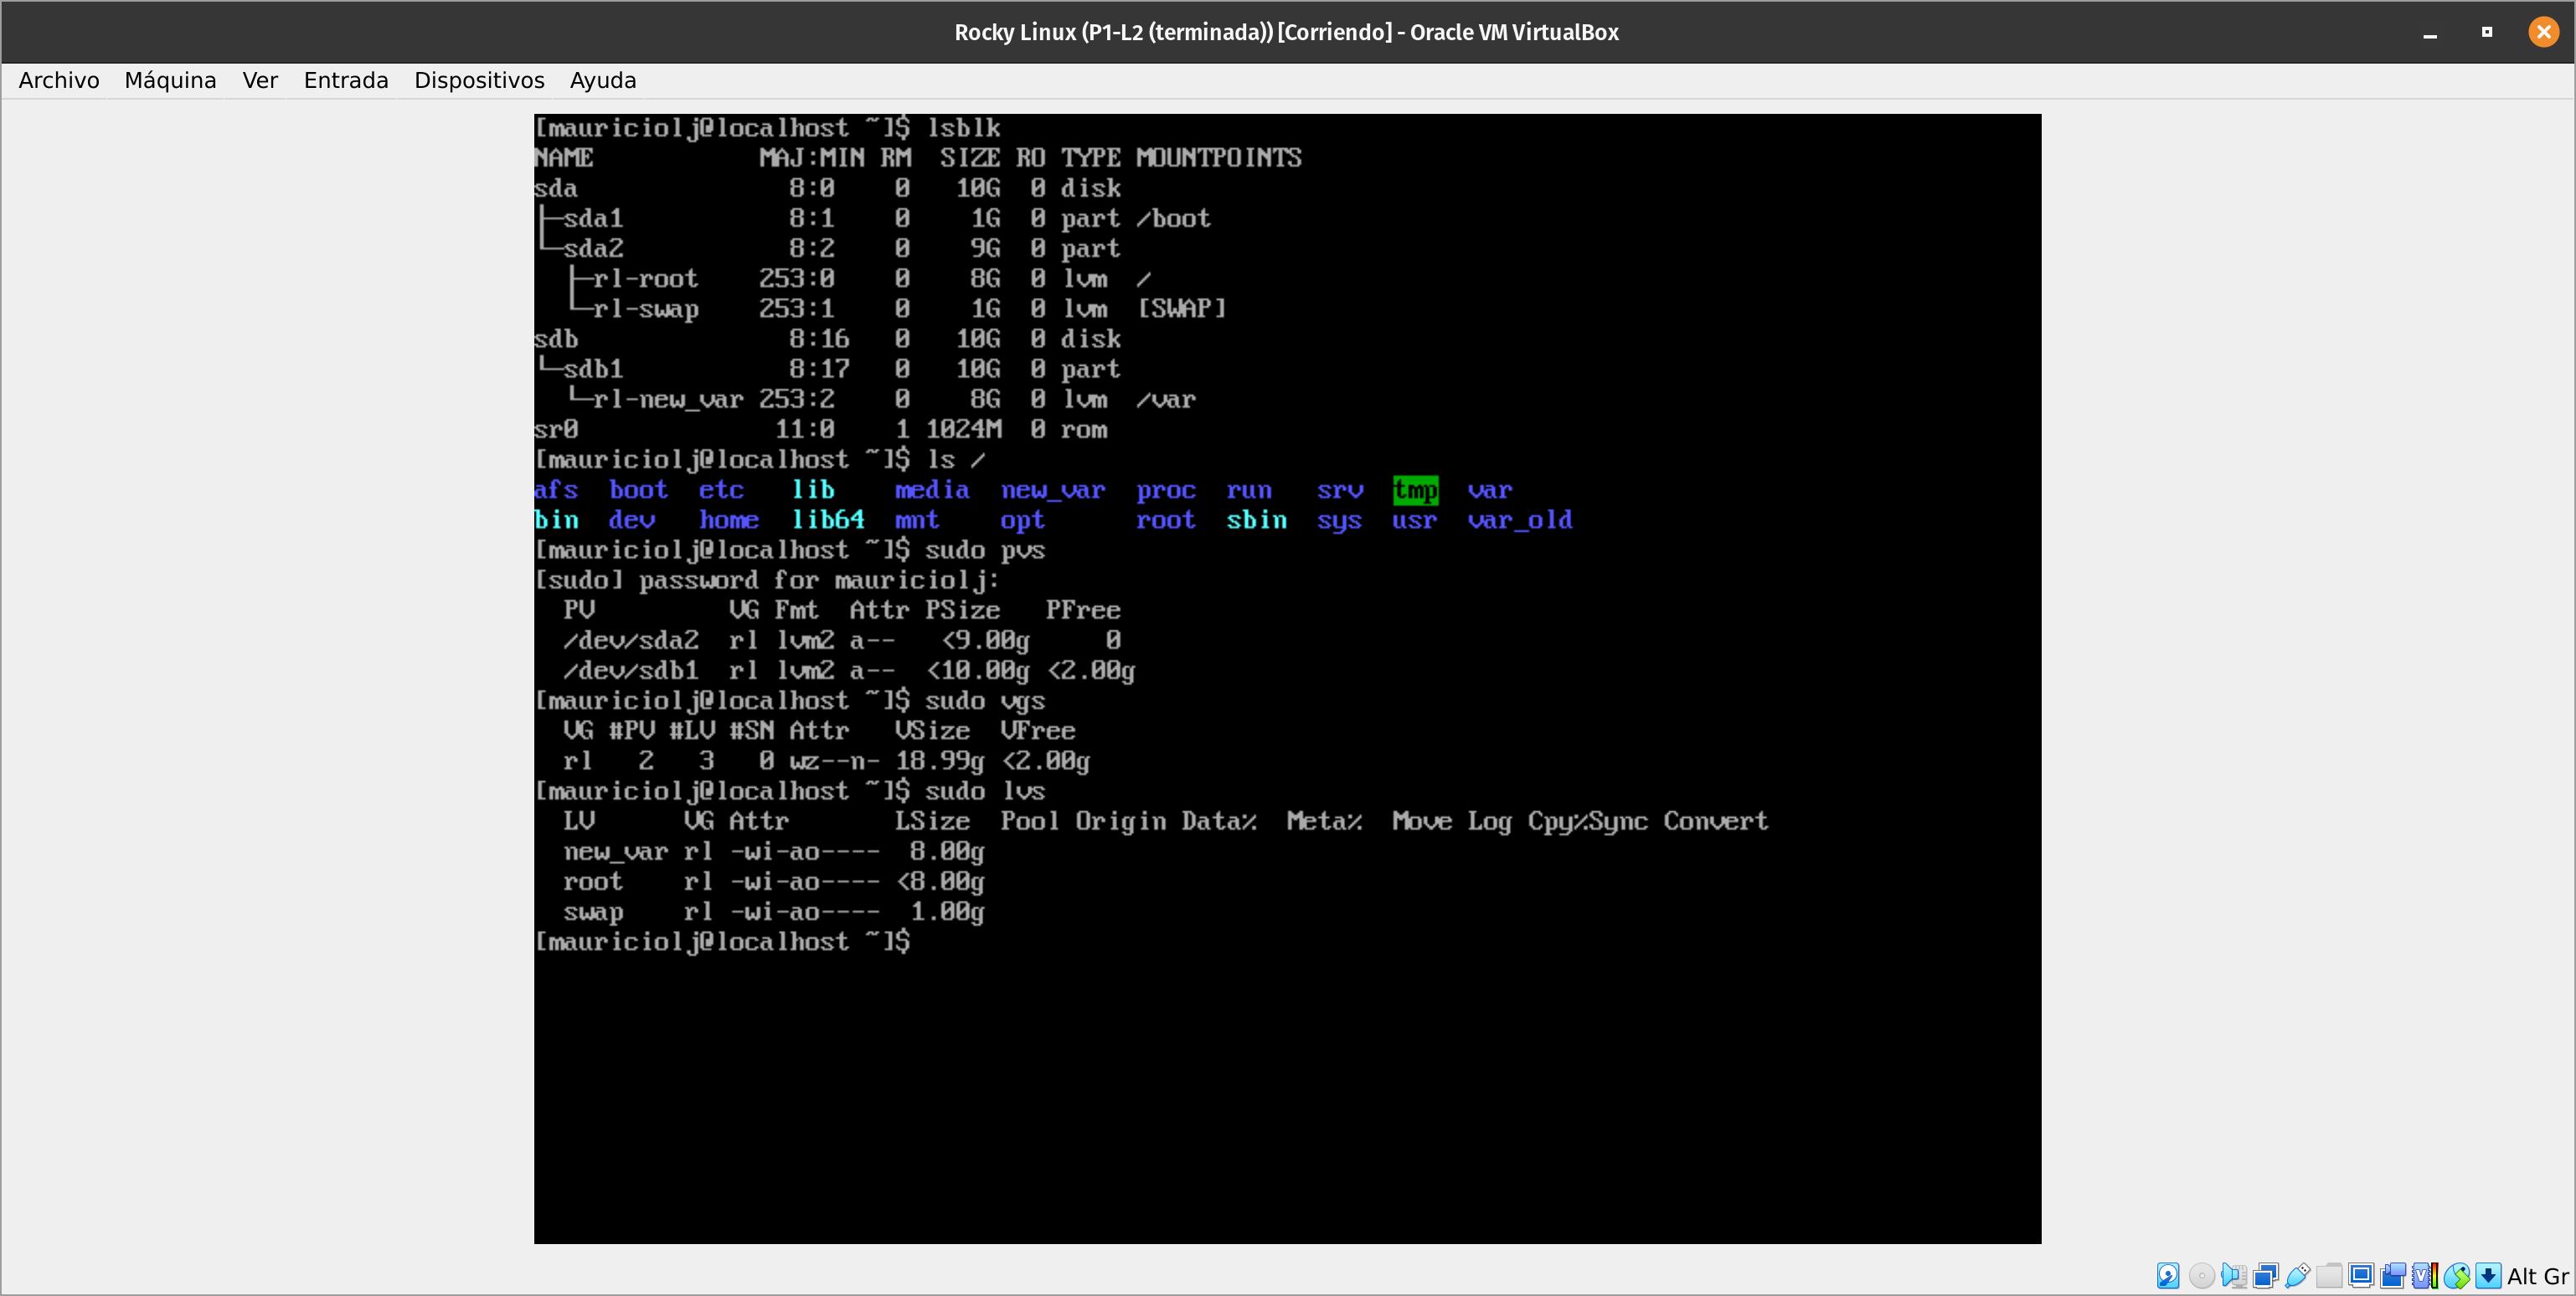 Rocky Linux (P1-L2 (terminada)) [Corriendo] - Oracle VM VirtualBox
Archivo Máquina Ver Entrada Dispositivos Ayuda
[mauriciolj@localhost ~]$ lsblk
NAME           MAJ:MIN RM  SIZE RO TYPE MOUNTPOINTS
sda              8:0    0   10G  0 disk
├─sda1           8:1    0    1G  0 part /boot
└─sda2           8:2    0    9G  0 part
  ├─rl-root    253:0    0    8G  0 lvm  /
  └─rl-swap    253:1    0    1G  0 lvm  [SWAP]
sdb              8:16   0   10G  0 disk
└─sdb1           8:17   0   10G  0 part
  └─rl-new_var 253:2    0    8G  0 lvm  /var
sr0             11:0    1 1024M  0 rom
[mauriciolj@localhost ~]$ ls /
afs  boot  etc   lib    media  new_var  proc  run   srv  tmp  var
bin  dev   home  lib64  mnt    opt      root  sbin  sys  usr  var_old
[mauriciolj@localhost ~]$ sudo pvs
[sudo] password for mauriciolj:
  PV         VG Fmt  Attr PSize   PFree
  /dev/sda2  rl lvm2 a--   <9.00g     0
  /dev/sdb1  rl lvm2 a--  <10.00g <2.00g
[mauriciolj@localhost ~]$ sudo vgs
  VG #PV #LV #SN Attr   VSize  VFree
  rl   2   3   0 wz--n- 18.99g <2.00g
[mauriciolj@localhost ~]$ sudo lvs
  LV      VG Attr       LSize  Pool Origin Data%  Meta%  Move Log Cpy%Sync Convert
  new_var rl -wi-ao----  8.00g
  root    rl -wi-ao---- <8.00g
  swap    rl -wi-ao----  1.00g
[mauriciolj@localhost ~]$
Alt Gr